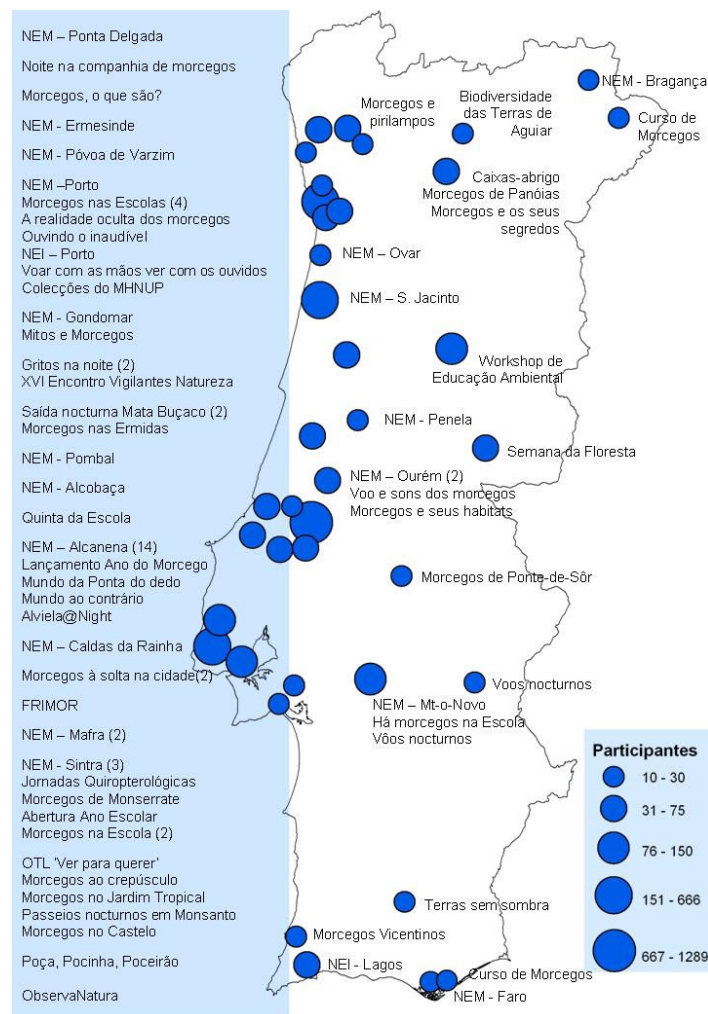 NEM – Ponta Delgada
Noite na companhia de morcegos
Morcegos, o que são?
NEM - Ermesinde
NEM - Póvoa de Varzim
NEM –Porto
Morcegos nas Escolas (4)
A realidade oculta dos morcegos
Ouvindo o inaudível
NEI – Porto
Voar com as mãos ver com os ouvidos
Colecções do MHNUP
NEM - Gondomar
Mitos e Morcegos
Gritos na noite (2)
XVI Encontro Vigilantes Natureza
Saída nocturna Mata Buçaco (2)
Morcegos nas Ermidas
NEM - Pombal
NEM - Alcobaça
Quinta da Escola
NEM – Alcanena (14)
Lançamento Ano do Morcego
Mundo da Ponta do dedo
Mundo ao contrário
Alviela@Night
NEM – Caldas da Rainha
Morcegos à solta na cidade(2)
FRIMOR
NEM – Mafra (2)
NEM - Sintra (3)
Jornadas Quiropterológicas
Morcegos de Monserrate
Abertura Ano Escolar
Morcegos na Escola (2)
OTL 'Ver para querer'
Morcegos ao crepúsculo
Morcegos no Jardim Tropical
Passeios nocturnos em Monsanto
Morcegos no Castelo
Poça, Pocinha, Poceirão
ObservaNatura
NEM - Bragança
Curso de
Morcegos
Morcegos e
pirilampos
Biodiversidade
das Terras de
Aguiar
Caixas-abrigo
Morcegos de Panóias
Morcegos e os seus
segredos
NEM – Ovar
NEM – S. Jacinto
Workshop de
Educação Ambiental
NEM - Penela
Semana da Floresta
NEM – Ourém (2)
Voo e sons dos morcegos
Morcegos e seus habitats
Morcegos de Ponte-de-Sôr
Voos nocturnos
NEM – Mt-o-Novo
Há morcegos na Escola
Vôos nocturnos
Terras sem sombra
Morcegos Vicentinos
NEI - Lagos
Curso de Morcegos
NEM - Faro
Participantes
10 - 30
31 - 75
76 - 150
151 - 666
667 - 1289